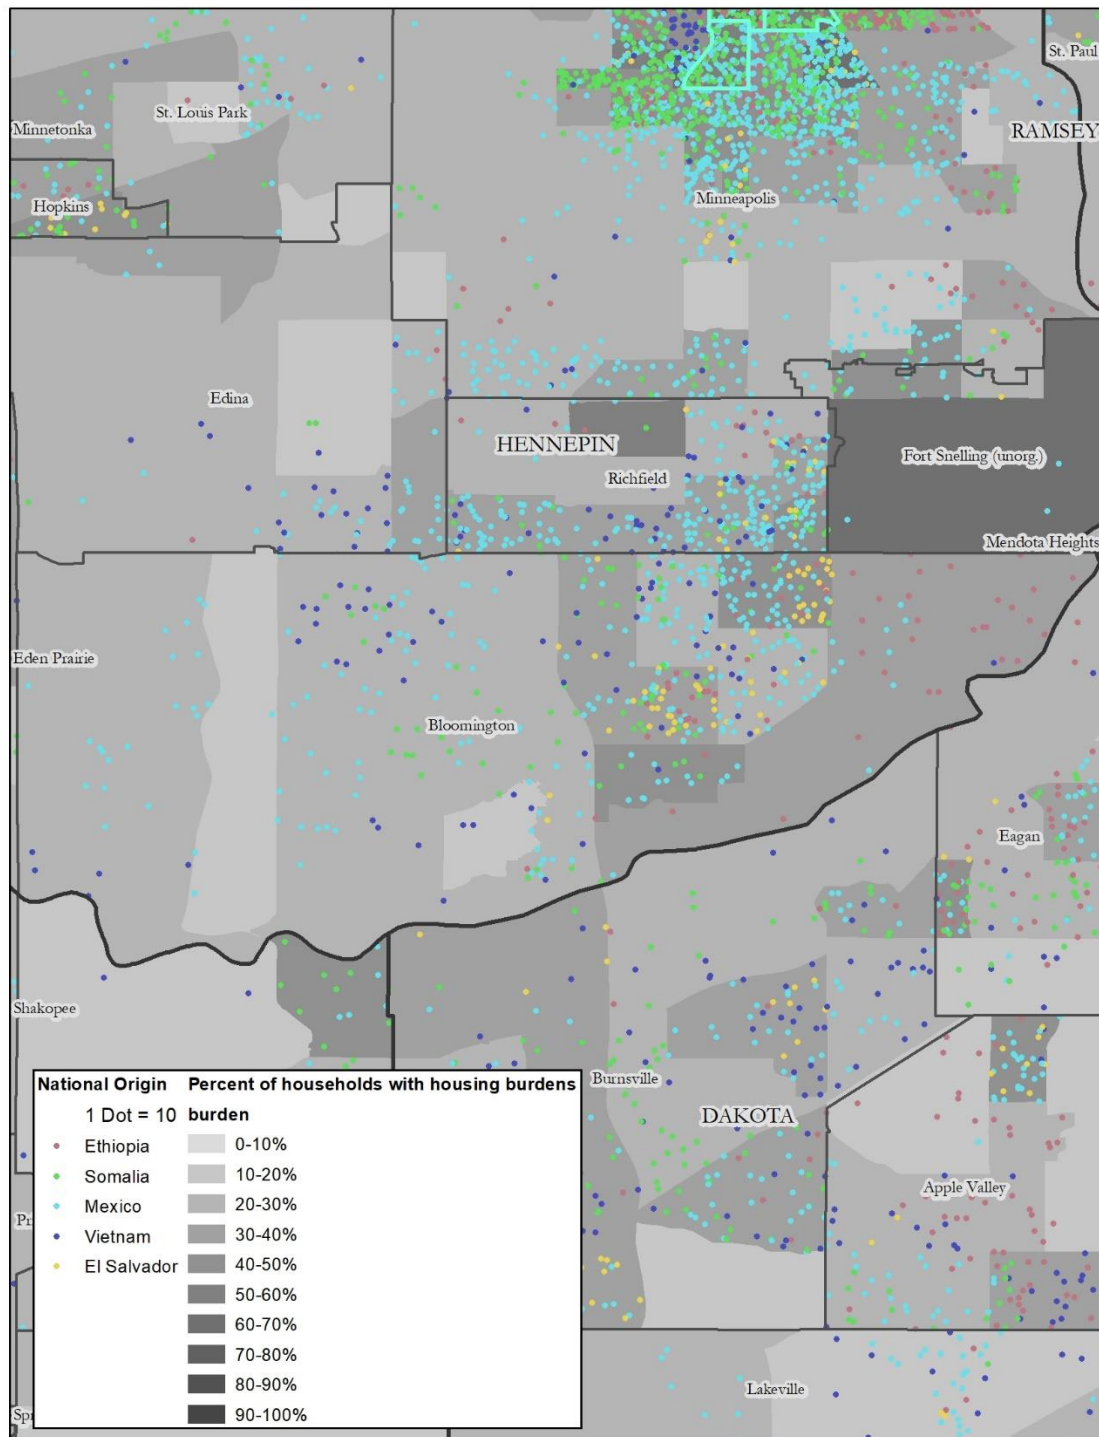 St. Paul
St. Louis Park
Minnetonka
RAMSEY
Hopkins
Minneapolis
Edina
HENNEPIN
Fort Snelling (unorg.)
Richfield
Mendota Heights
Eden Prairie
Bloomington
Eagan
Shakopee
Burnsville
DAKOTA
Apple Valley
Lakeville
National Origin Percent of households with housing burdens
1 Dot = 10 burden
Ethiopia 0-10%
Somalia 10-20%
Mexico 20-30%
Vietnam 30-40%
El Salvador 40-50%
50-60%
60-70%
70-80%
80-90%
90-100%